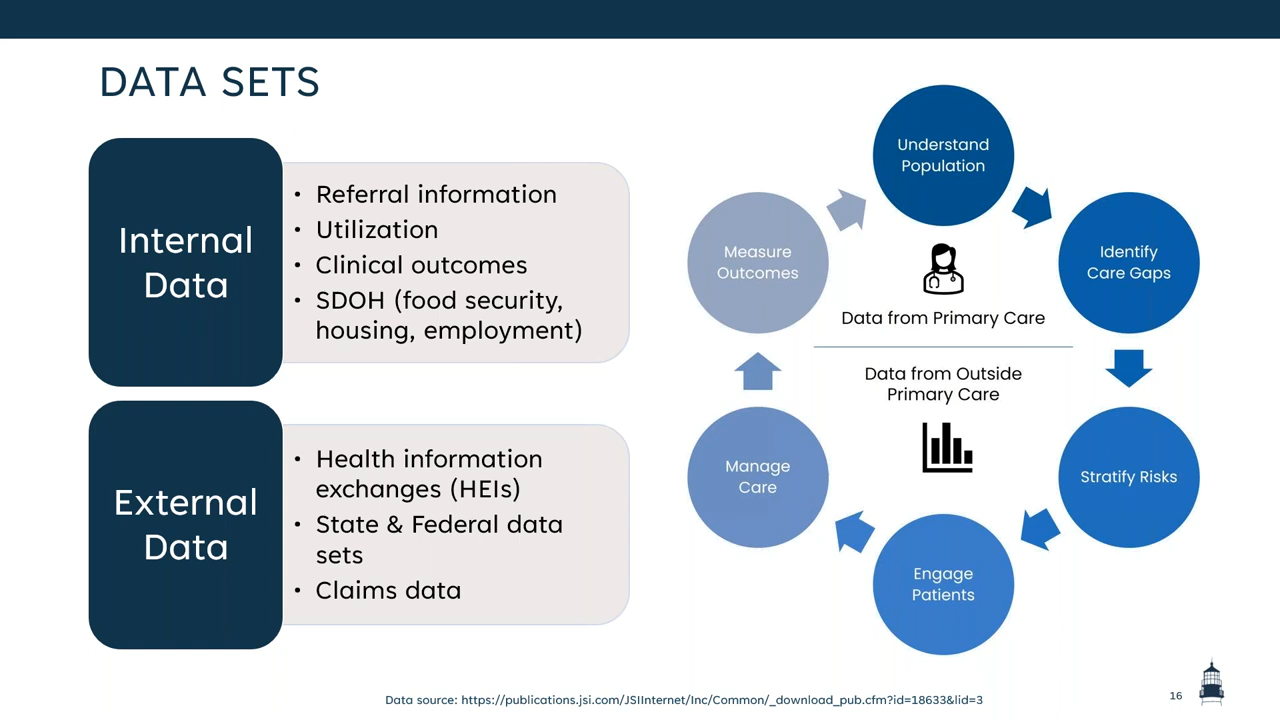 DATA SETS
Internal
Data
• Referral information
• Utilization
• Clinical outcomes
• SDOH (food security,
housing, employment)
External
Data
• Health information
exchanges (HEIs)
• State & Federal data
sets
• Claims data
Understand
Population
Identify
Care Gaps
Stratify Risks
Engage
Patients
Manage
Care
Measure
Outcomes
Data from Primary Care
Data from Outside
Primary Care
Data source: https://publications.jsi.com/JSIInternet/Inc/Common/_download_pub.cfm?id=18633&lid=3
16